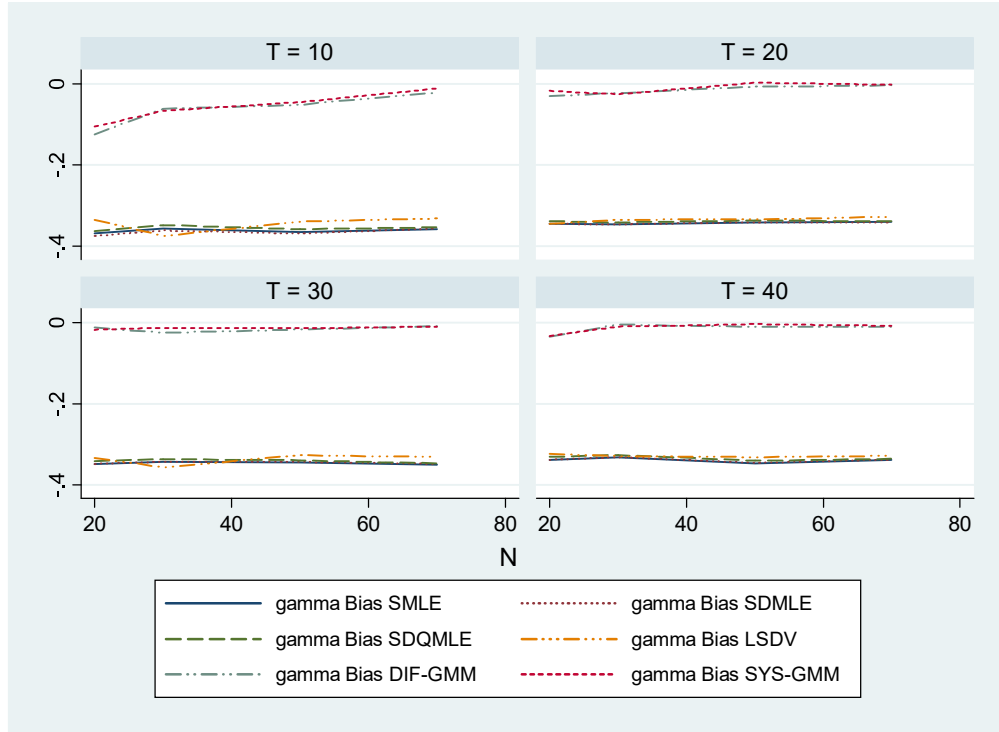 T = 10
T = 20
0
-.2
-.4
T = 30
T = 40
0
-.2
-.4
20 40 60 80
20 40 60 80
N
gamma Bias SMLE
gamma Bias SDMLE
gamma Bias SDQMLE
gamma Bias LSDV
gamma Bias DIF-GMM
gamma Bias SYS-GMM